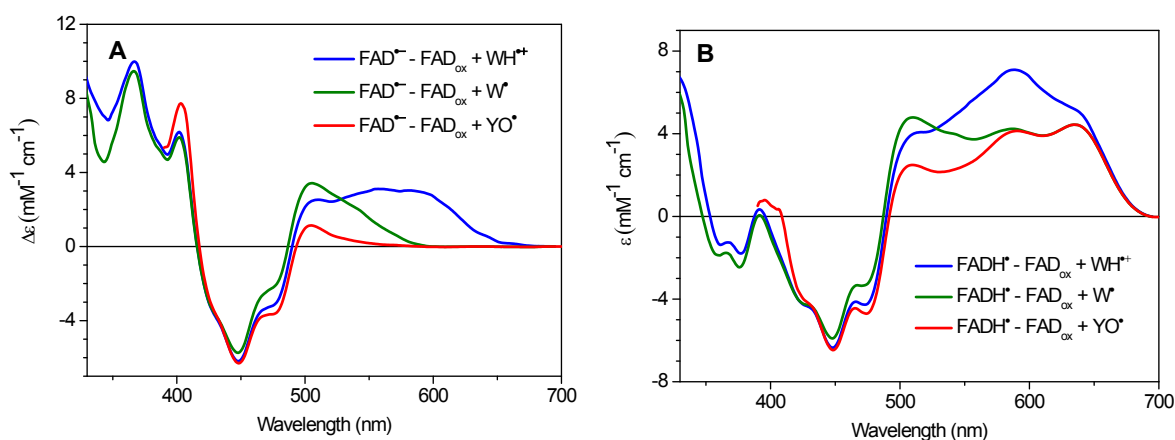 A
FAD•− - FADox + WH•+
FAD•− - FADox + W•
FAD•− - FADox + YO•
Δε (mM−1 cm−1)
12
8
4
0
-4
400
500
600
700
Wavelength (nm)
B
FADH• - FADox + WH•+
FADH• - FADox + W•
FADH• - FADox + YO•
ε (mM−1 cm−1)
8
4
0
-4
-8
400
500
600
700
Wavelength (nm)